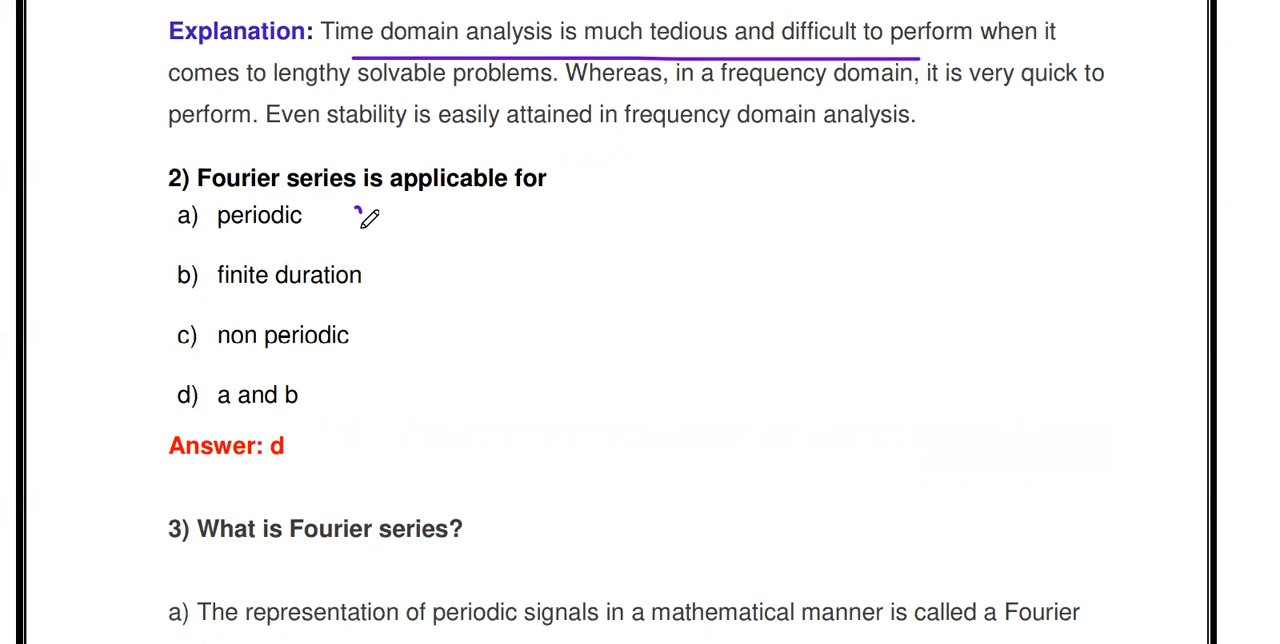 Explanation: Time domain analysis is much tedious and difficult to perform when it
comes to lengthy solvable problems. Whereas, in a frequency domain, it is very quick to
perform. Even stability is easily attained in frequency domain analysis.
2) Fourier series is applicable for
a) periodic
b) finite duration
c) non periodic
d) a and b
Answer: d
3) What is Fourier series?
a) The representation of periodic signals in a mathematical manner is called a Fourier